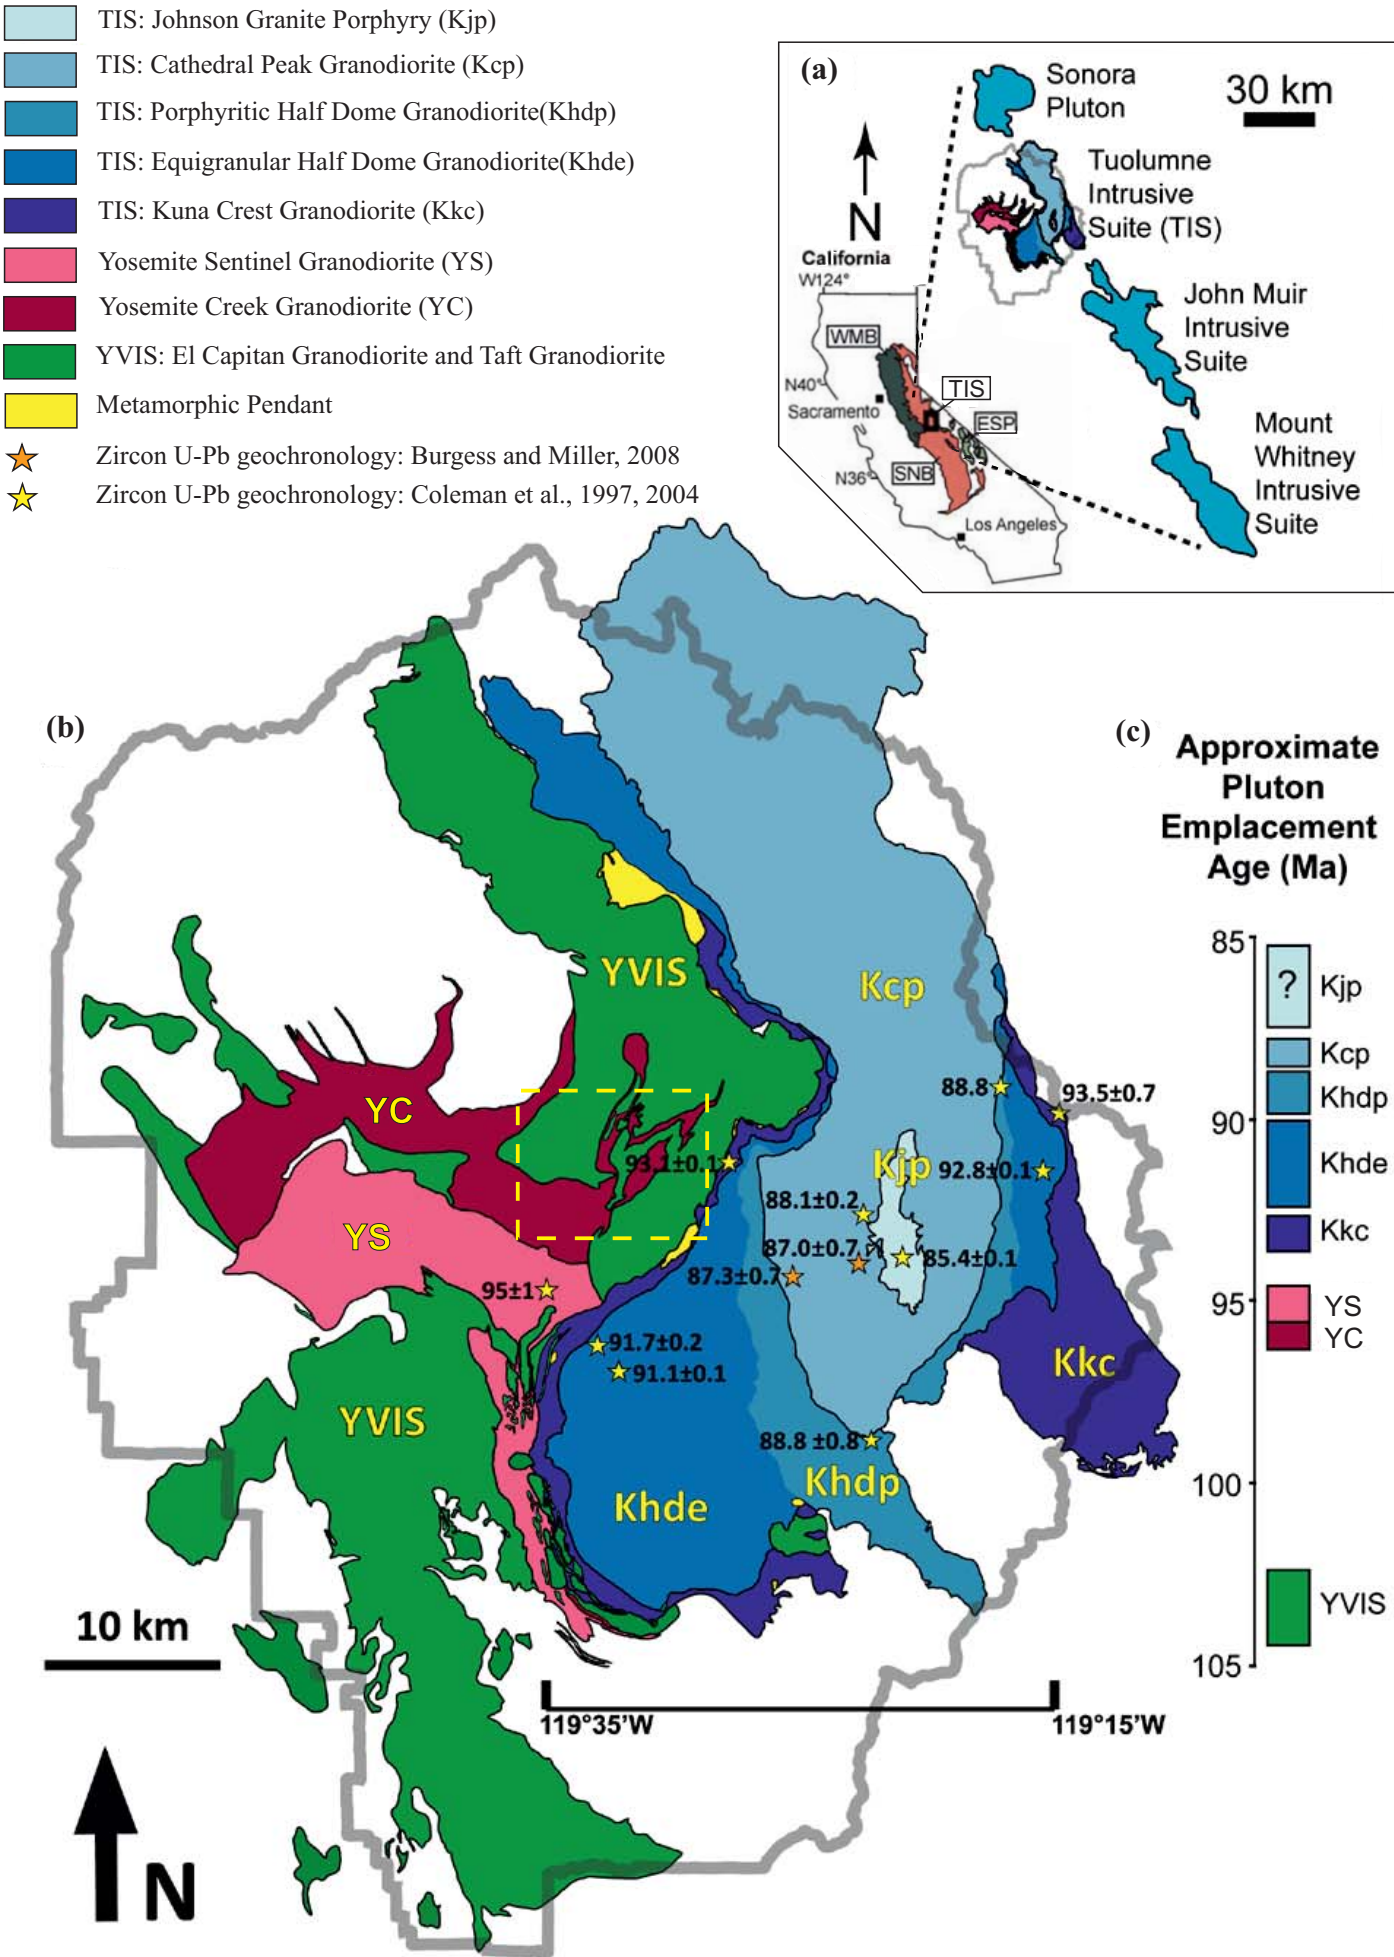 TIS: Johnson Granite Porphyry (Kjp)
TIS: Cathedral Peak Granodiorite (Kcp)
TIS: Porphyritic Half Dome Granodiorite(Khdp)
TIS: Equigranular Half Dome Granodiorite(Khde)
TIS: Kuna Crest Granodiorite (Kkc)
Yosemite Sentinel Granodiorite (YS)
Yosemite Creek Granodiorite (YC)
YVIS: El Capitan Granodiorite and Taft Granodiorite
Metamorphic Pendant
Zircon U-Pb geochronology: Burgess and Miller, 2008
Zircon U-Pb geochronology: Coleman et al., 1997, 2004
(a)
Sonora
Pluton
30 km
Tuolumne
Intrusive
Suite (TIS)
N
California
W124°
John Muir
Intrusive
Suite
WMB
N40°
TIS
Sacramento
ESP
Mount
Whitney
Intrusive
Suite
N36°
SNB
Los Angeles
(b)
YVIS
Kcp
YC
88.8
93.5±0.7
93.1±0.1
Kjp
92.8±0.1
88.1±0.2
YS
87.0±0.7
85.4±0.1
87.3±0.7
95±1
91.7±0.2
91.1±0.1
Kkc
YVIS
88.8 ±0.8
Khdp
Khde
10 km
119°35'W
119°15'W
N
(c)
Approximate
Pluton
Emplacement
Age (Ma)
85
?
Kjp
Kcp
Khdp
90
Khde
Kkc
95
YS
YC
100
YVIS
105